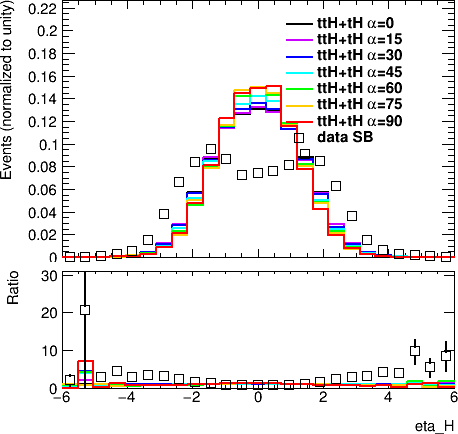 Events (normalized to unity)
0.22
0.2
0.18
0.16
0.14
0.12
0.1
0.08
0.06
0.04
0.02
0
ttH+tH α=0
ttH+tH α=15
ttH+tH α=30
ttH+tH α=45
ttH+tH α=60
ttH+tH α=75
ttH+tH α=90
data SB
Ratio
30
20
10
0
−6 −4 −2 0 2 4 6
eta_H